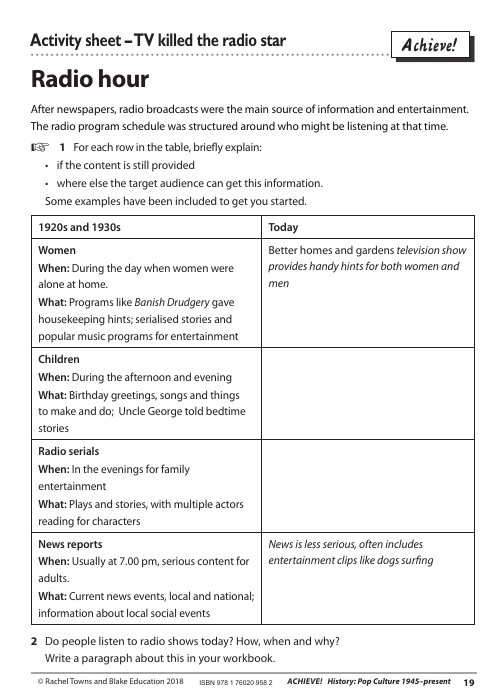 Activity sheet – TV killed the radio star
Achieve!
Radio hour
After newspapers, radio broadcasts were the main source of information and entertainment.
The radio program schedule was structured around who might be listening at that time.
1 For each row in the table, briefly explain:
• if the content is still provided
• where else the target audience can get this information.
Some examples have been included to get you started.
1920s and 1930s
Today
Women
When: During the day when women were
alone at home.
What: Programs like Banish Drudgery gave
housekeeping hints; serialised stories and
popular music programs for entertainment
Better homes and gardens television show
provides handy hints for both women and
men
Children
When: During the afternoon and evening
What: Birthday greetings, songs and things
to make and do; Uncle George told bedtime
stories
Radio serials
When: In the evenings for family
entertainment
What: Plays and stories, with multiple actors
reading for characters
News reports
When: Usually at 7.00 pm, serious content for
adults.
What: Current news events, local and national;
information about local social events
News is less serious, often includes
entertainment clips like dogs surfing
2 Do people listen to radio shows today? How, when and why?
Write a paragraph about this in your workbook.
© Rachel Towns and Blake Education 2018 ISBN 978 1 76020 958 2 ACHIEVE! History: Pop Culture 1945–present 19